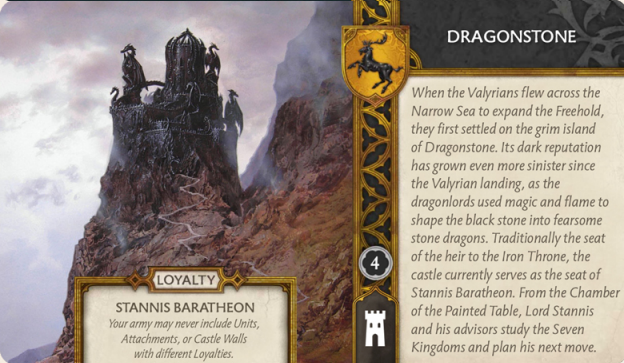 DRAGONSTONE
When the Valyrians flew across the
Narrow Sea to expand the Freehold,
they first settled on the grim island
of Dragonstone. Its dark reputation
has grown even more sinister since
the Valyrian landing, as the
dragonlords used magic and flame to
shape the black stone into fearsome
stone dragons. Traditionally the seat
of the heir to the Iron Throne, the
castle currently serves as the seat of
Stannis Baratheon. From the Chamber
of the Painted Table, Lord Stannis
and his advisors study the Seven
Kingdoms and plan his next move.
4
LOYALTY
STANNIS BARATHEON
Your army may never include Units,
Attachments, or Castle Walls
with different Loyalties.